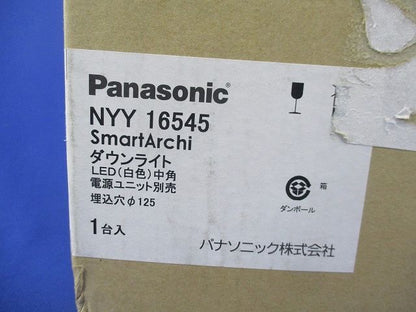 Panasonic®
NYY 16545
SmartArchi
ダウンライト
LED(白色)中角
電源ユニット別売
埋込穴φ125
1台入
箱
ダンボール
パナソニック株式会社